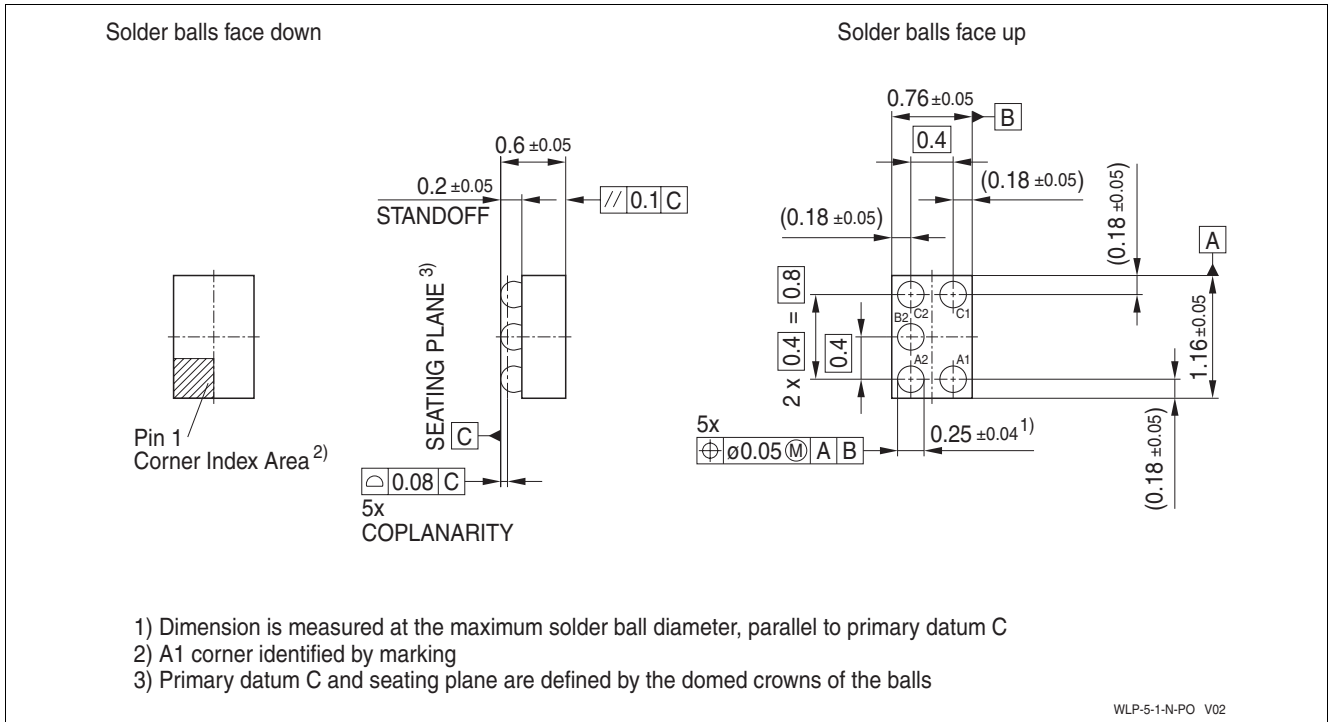 Solder balls face down
Solder balls face up
0.6 ±0.05
0.2 ±0.05
STANDOFF
// 0.1 C
SEATING PLANE 3)
C
Pin 1
Corner Index Area 2)
⌓ 0.08 C
5x
COPLANARITY
0.76 ±0.05
B
0.4
(0.18 ±0.05)
(0.18 ±0.05)
(0.18 ±0.05)
A
2 x 0.4 = 0.8
0.4
B2
C2
C1
A2
A1
1.16 ±0.05
(0.18 ±0.05)
5x
⌖ ø0.05 Ⓜ A B
0.25 ±0.04 1)
1) Dimension is measured at the maximum solder ball diameter, parallel to primary datum C
2) A1 corner identified by marking
3) Primary datum C and seating plane are defined by the domed crowns of the balls
WLP-5-1-N-PO V02